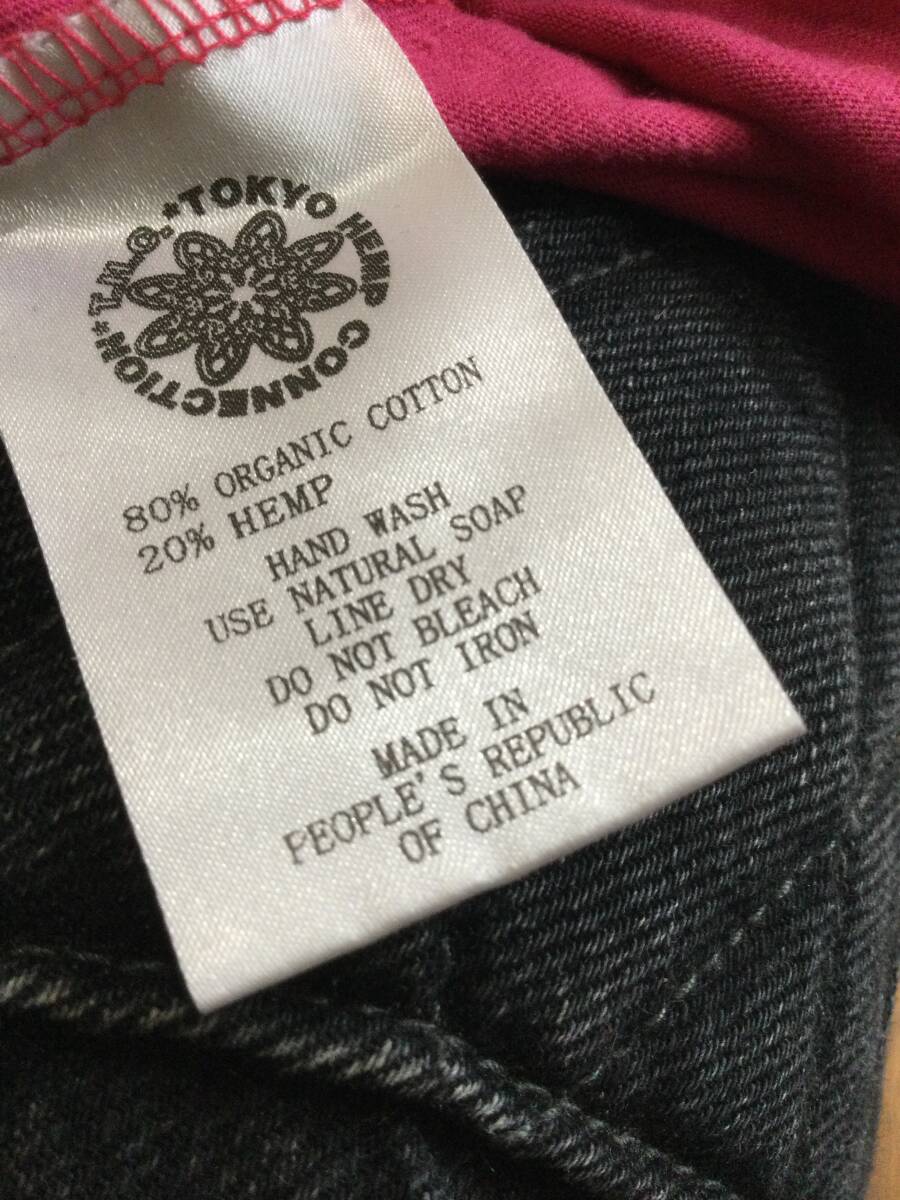 *TOKYO HEMP CONNECTION*
80% ORGANIC COTTON
20% HEMP
HAND WASH
USE NATURAL SOAP
LINE DRY
DO NOT BLEACH
DO NOT IRON
MADE IN
PEOPLE'S REPUBLIC
OF CHINA